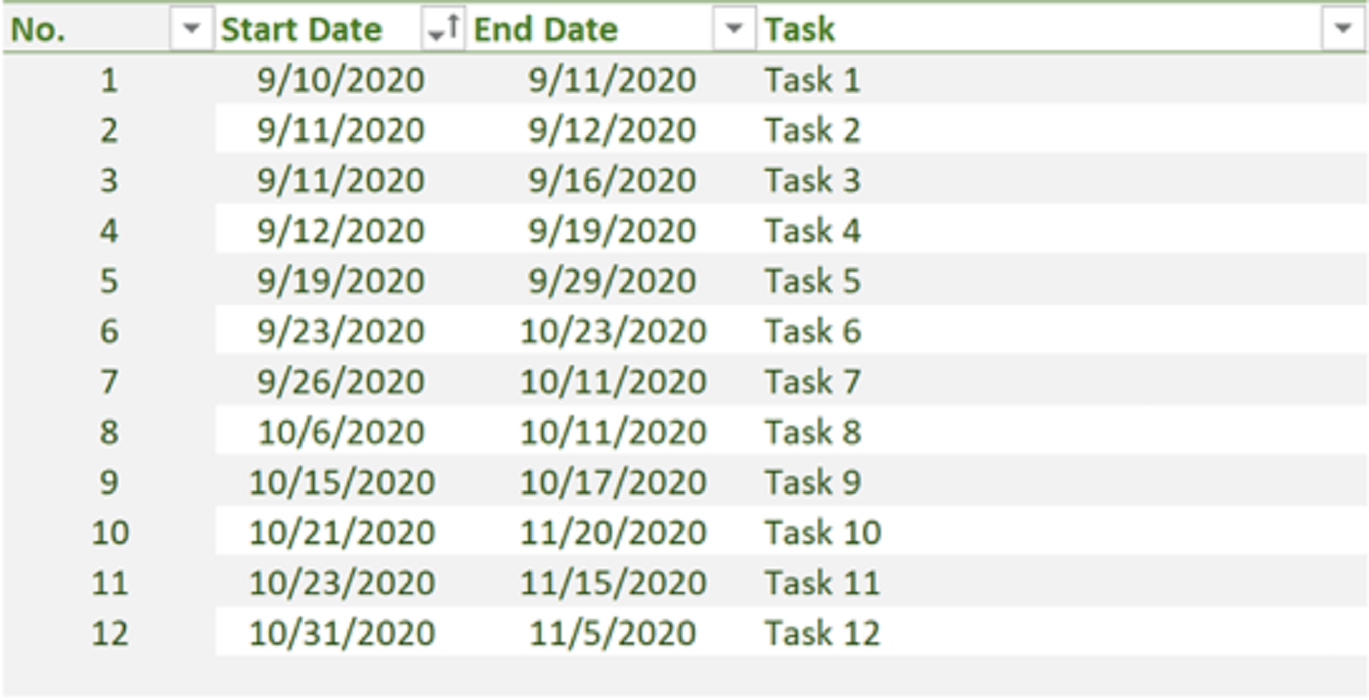 No. Start Date End Date Task
1 9/10/2020 9/11/2020 Task 1
2 9/11/2020 9/12/2020 Task 2
3 9/11/2020 9/16/2020 Task 3
4 9/12/2020 9/19/2020 Task 4
5 9/19/2020 9/29/2020 Task 5
6 9/23/2020 10/23/2020 Task 6
7 9/26/2020 10/11/2020 Task 7
8 10/6/2020 10/11/2020 Task 8
9 10/15/2020 10/17/2020 Task 9
10 10/21/2020 11/20/2020 Task 10
11 10/23/2020 11/15/2020 Task 11
12 10/31/2020 11/5/2020 Task 12